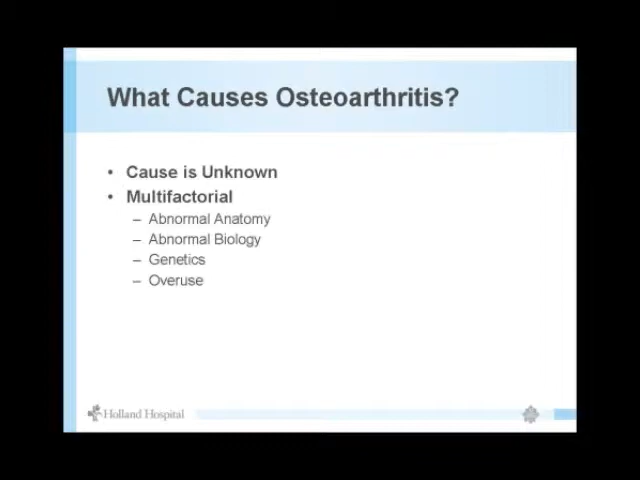 What Causes Osteoarthritis?
• Cause is Unknown
• Multifactorial
– Abnormal Anatomy
– Abnormal Biology
– Genetics
– Overuse
Holland Hospital